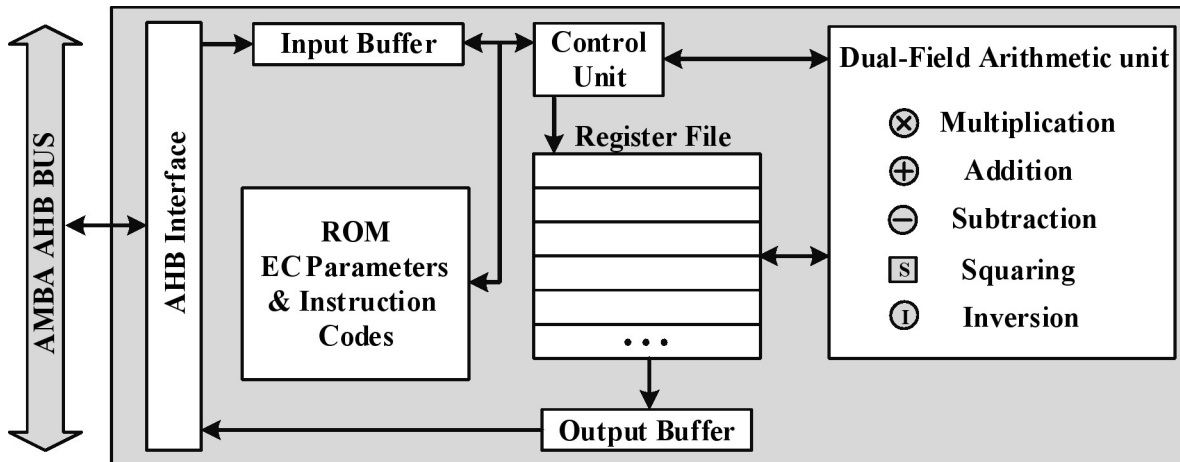 AMBA AHB BUS
AHB Interface
Input Buffer
Control
Unit
Dual-Field Arithmetic unit
Multiplication
Addition
Subtraction
S Squaring
I Inversion
Register File
ROM
EC Parameters
& Instruction
Codes
Output Buffer